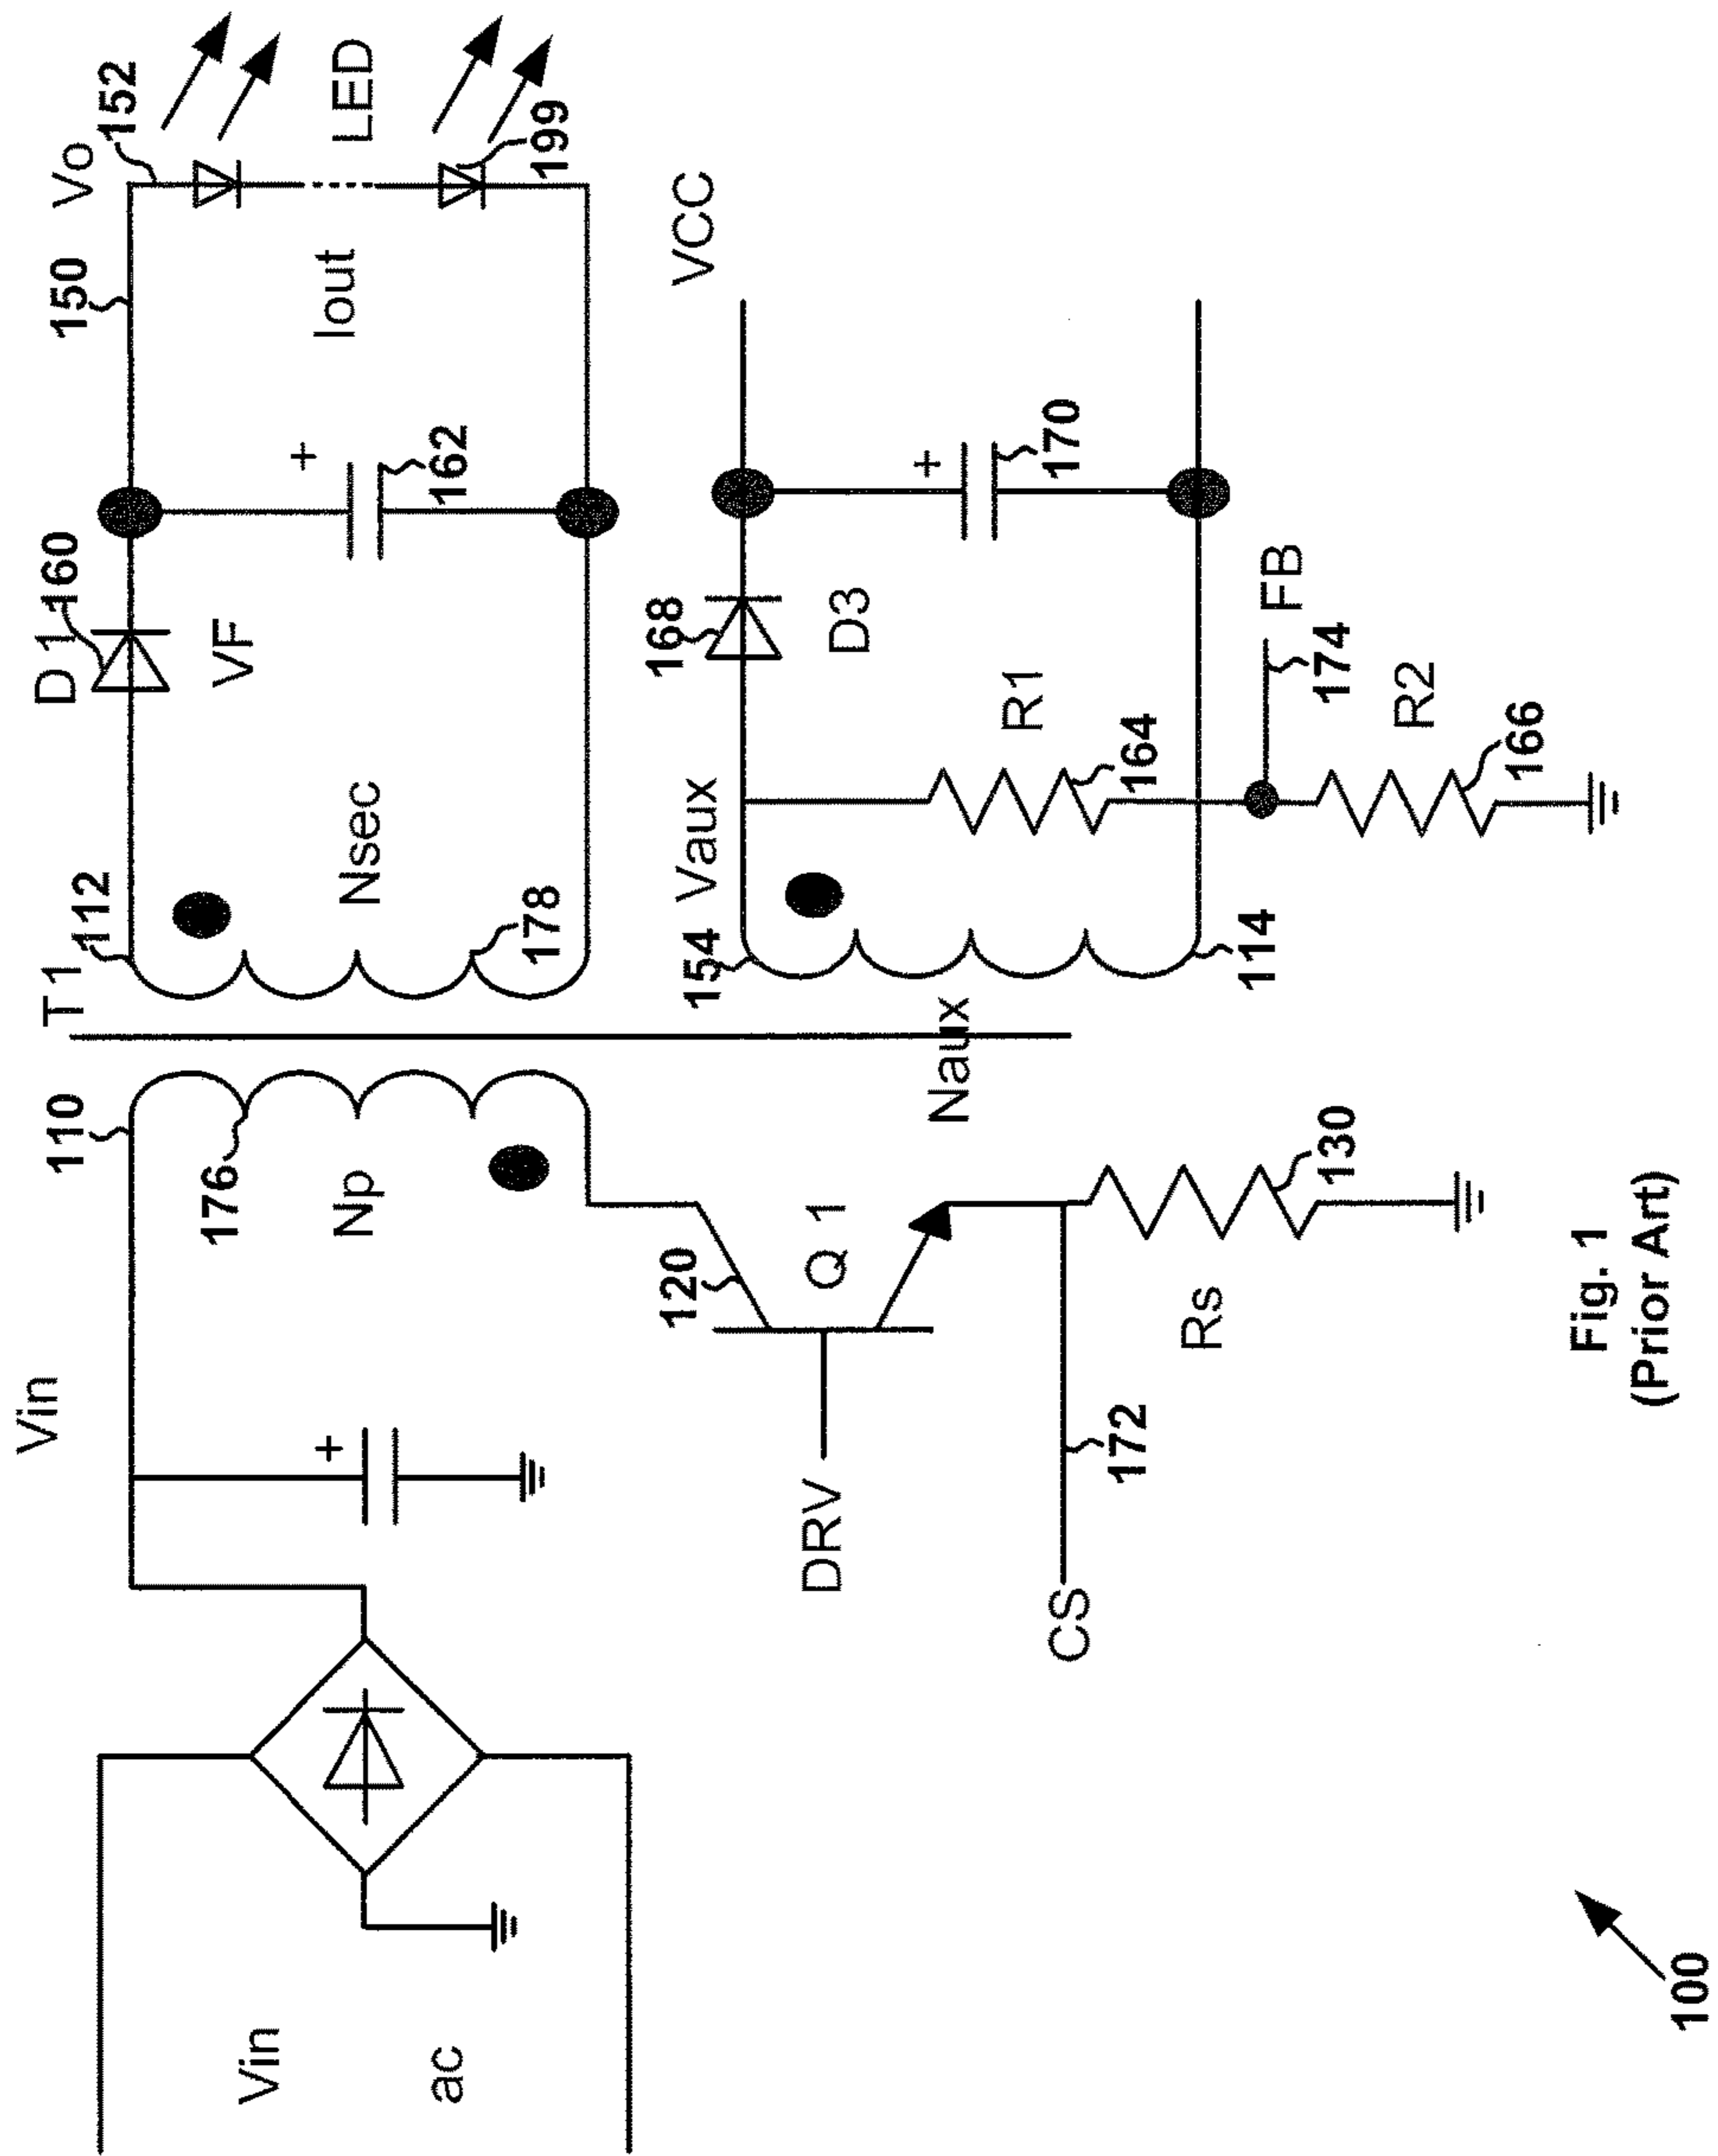 Vin
ac
Vin
110
176
Np
T1
112
Nsec
178
D1
160
VF
162
+
+
150
Iout
Vo
152
LED
199
120
Q 1
DRV
CS
172
Rs
130
Naux
154
Vaux
114
168
D3
R1
164
170
+
VCC
FB
174
R2
166
100
Fig. 1
(Prior Art)